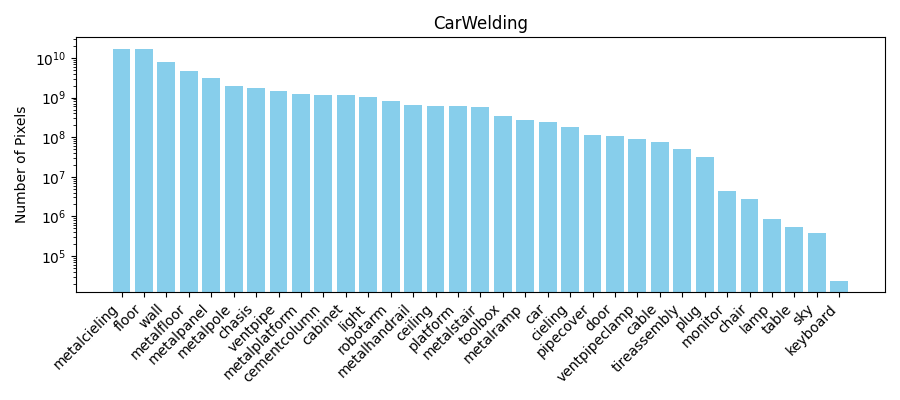 CarWelding
Number of Pixels
10^10
10^9
10^8
10^7
10^6
10^5
metalcieling
floor
wall
metalfloor
metalpanel
metalpole
chasis
ventpipe
metalplatform
cementcolumn
cabinet
light
robotarm
metalhandrail
ceiling
platform
metalstair
toolbox
metalramp
car
cieling
pipecover
door
ventpipeclamp
cable
tireassembly
plug
monitor
chair
lamp
table
sky
keyboard